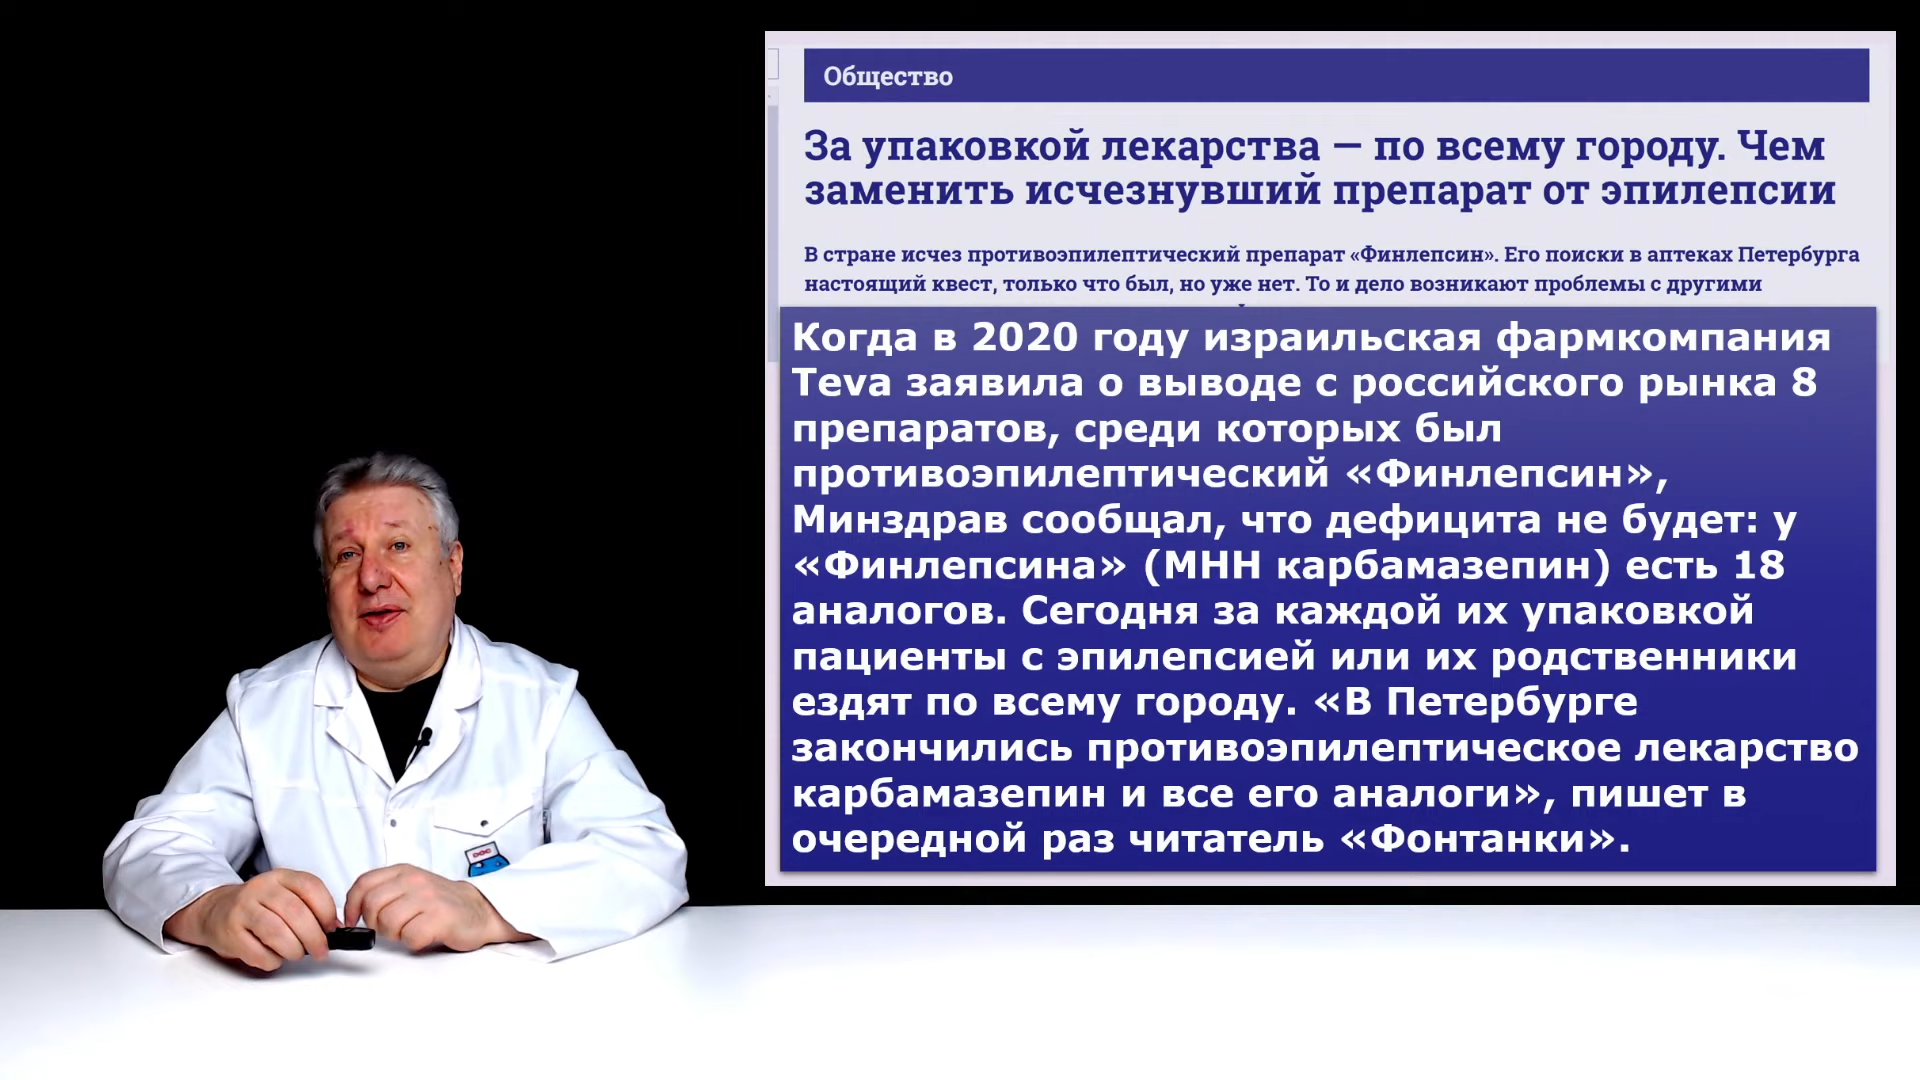 Общество
За упаковкой лекарства — по всему городу. Чем
заменить исчезнувший препарат от эпилепсии
В стране исчез противоэпилептический препарат «Финлепсин». Его поиски в аптеках Петербурга
настоящий квест, только что был, но уже нет. То и дело возникают проблемы с другими
Когда в 2020 году израильская фармкомпания
Teva заявила о выводе с российского рынка 8
препаратов, среди которых был
противоэпилептический «Финлепсин»,
Минздрав сообщал, что дефицита не будет: у
«Финлепсина» (МНН карбамазепин) есть 18
аналогов. Сегодня за каждой их упаковкой
пациенты с эпилепсией или их родственники
ездят по всему городу. «В Петербурге
закончились противоэпилептическое лекарство
карбамазепин и все его аналоги», пишет в
очередной раз читатель «Фонтанки».
DOC